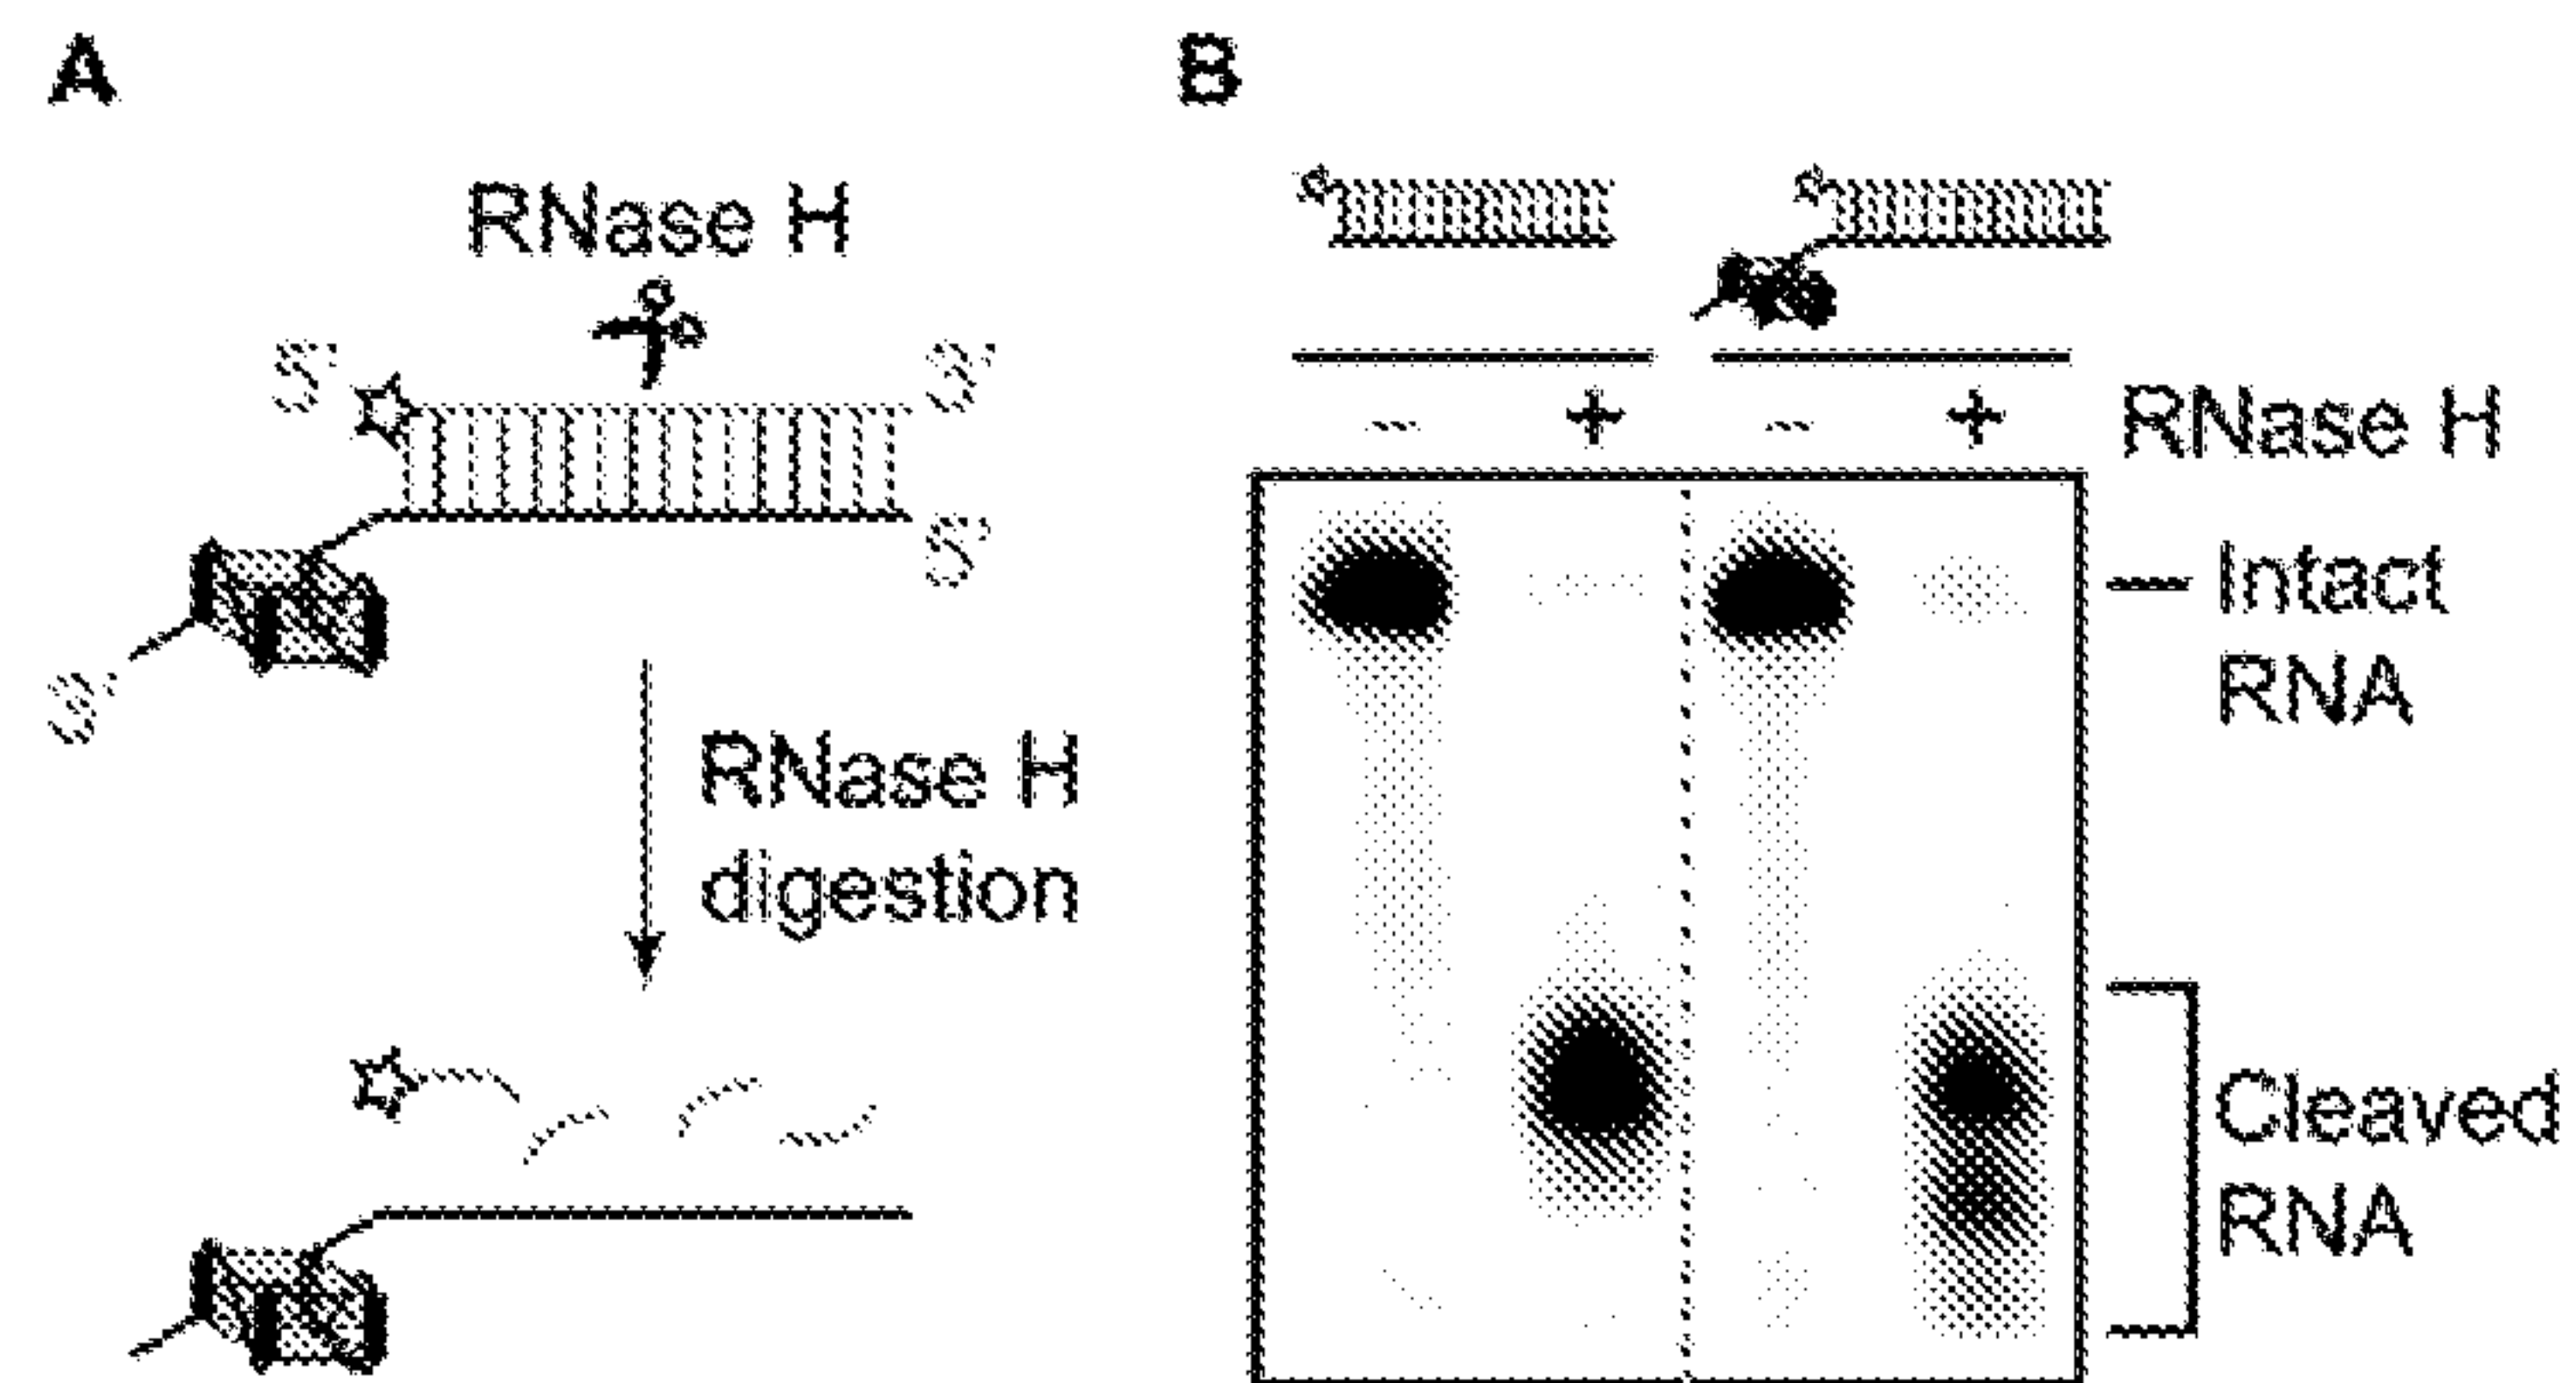 A
RNase H
5'
3'
5'
3'
RNase H
digestion
B
- + - + RNase H
Intact
RNA
Cleaved
RNA